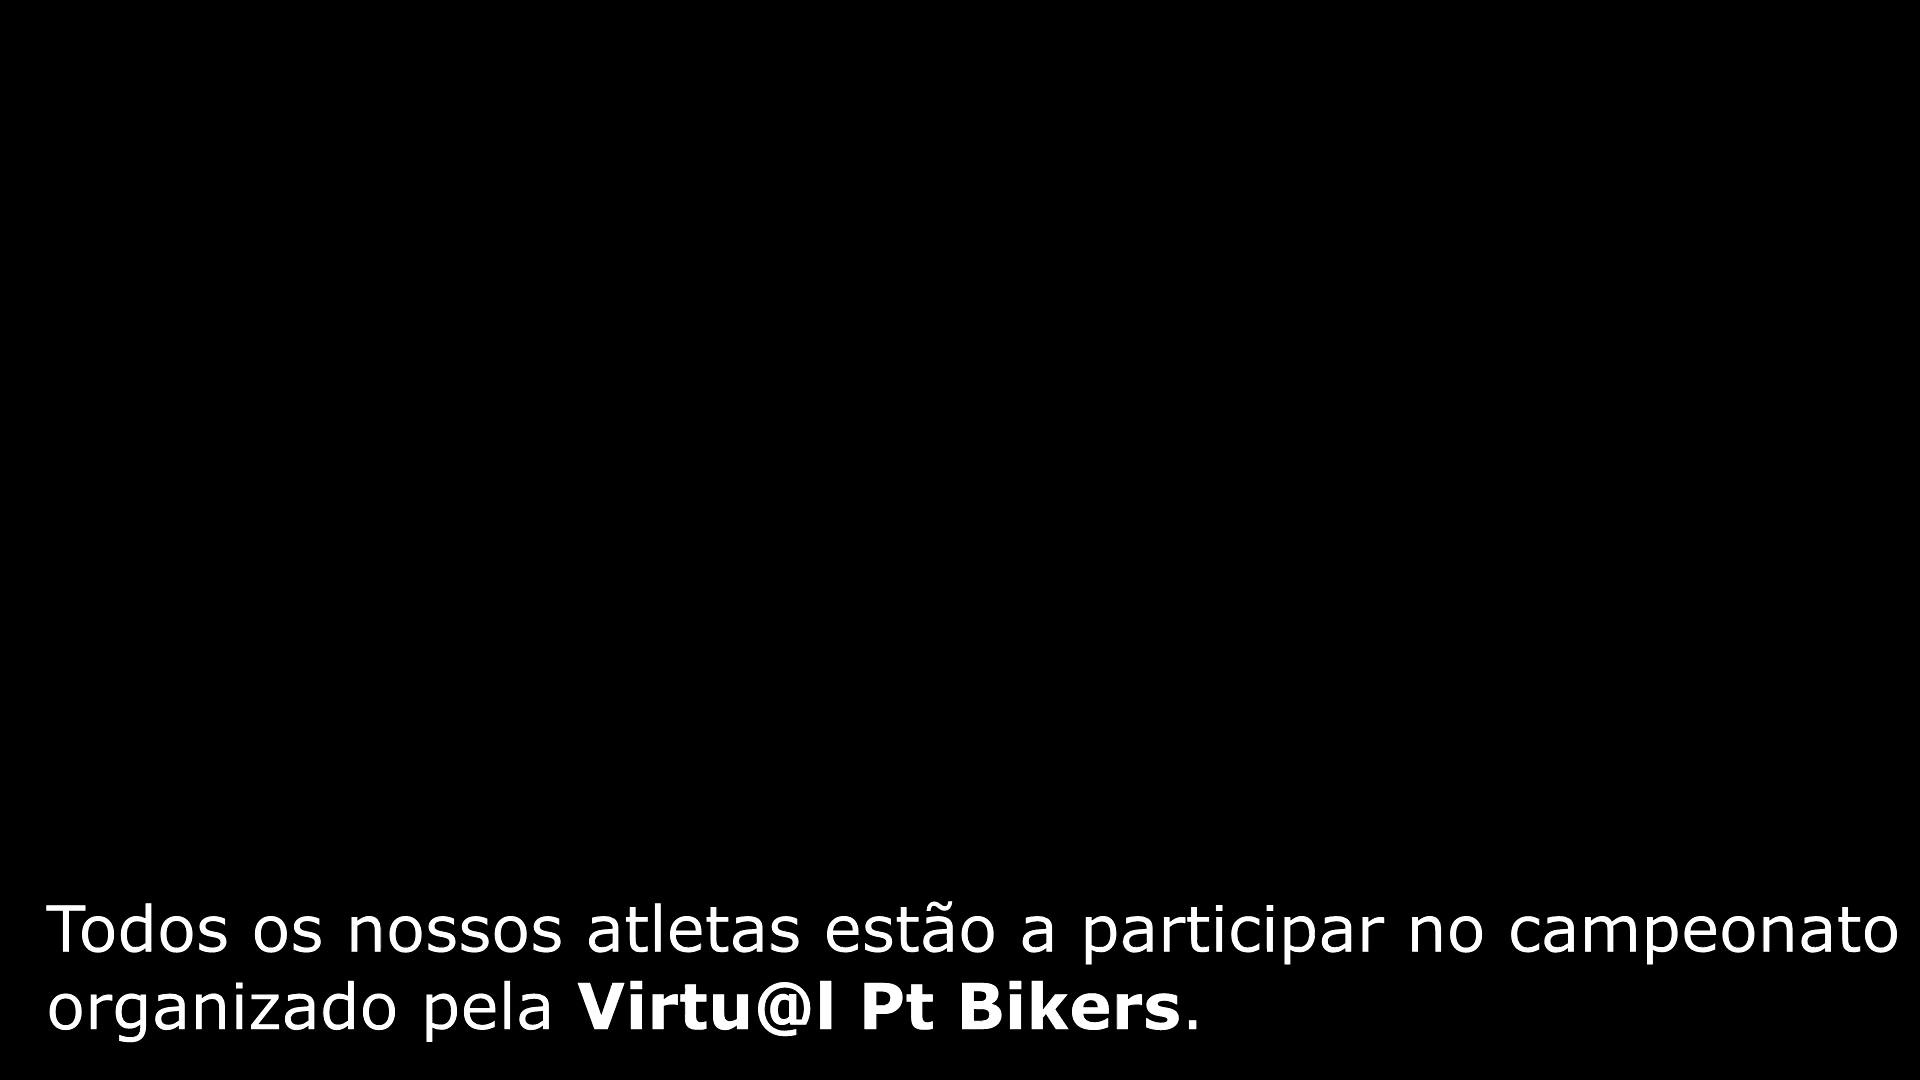 Todos os nossos atletas estão a participar no campeonato
organizado pela Virtu@l Pt Bikers.